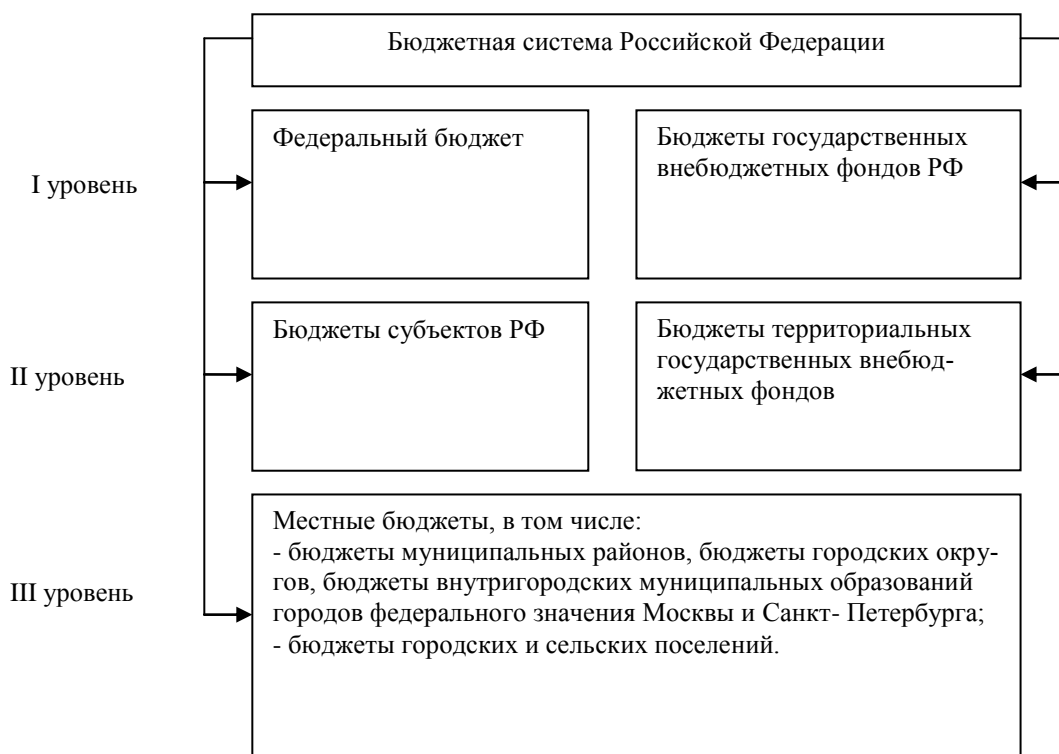 Бюджетная система Российской Федерации
Федеральный бюджет
Бюджеты государственных
внебюджетных фондов РФ
I уровень
Бюджеты субъектов РФ
Бюджеты территориальных
государственных внебюд-
жетных фондов
II уровень
Местные бюджеты, в том числе:
- бюджеты муниципальных районов, бюджеты городских окру-
гов, бюджеты внутригородских муниципальных образований
городов федерального значения Москвы и Санкт- Петербурга;
- бюджеты городских и сельских поселений.
III уровень